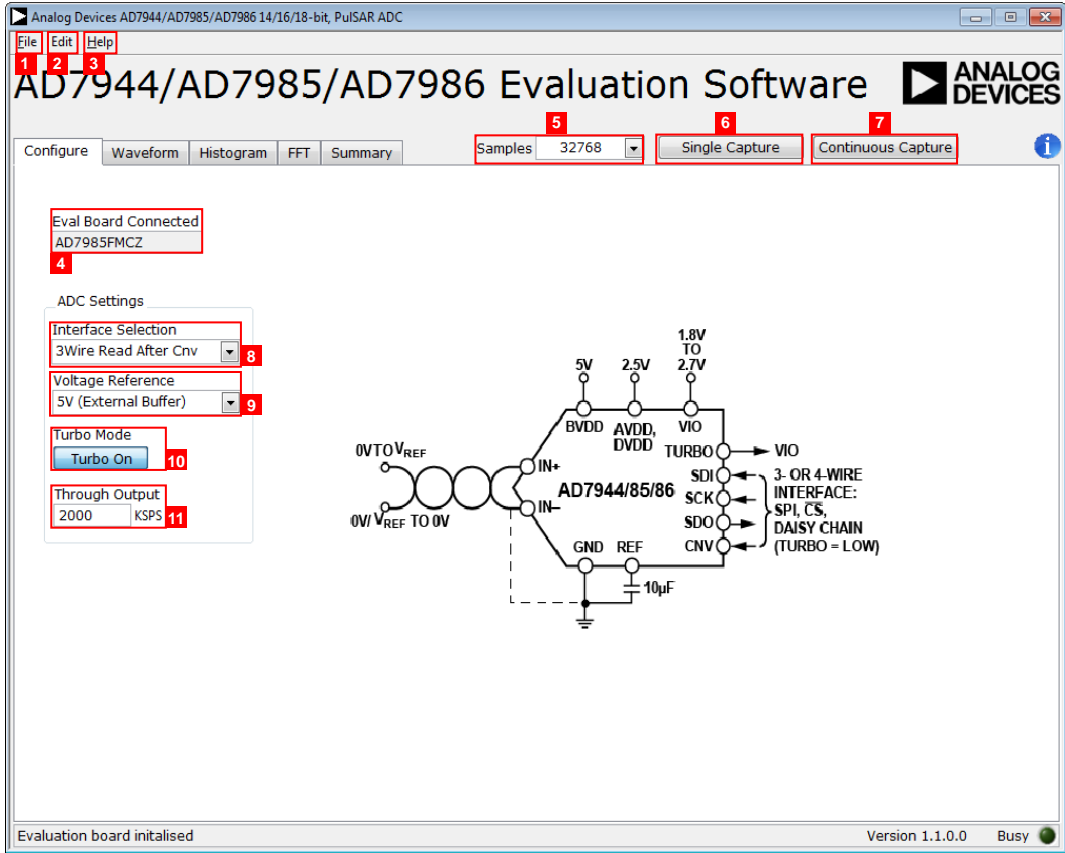 Analog Devices AD7944/AD7985/AD7986 14/16/18-bit, PulSAR ADC
File Edit Help
1 2 3
AD7944/AD7985/AD7986 Evaluation Software
ANALOG
DEVICES
5 6 7
Configure Waveform Histogram FFT Summary
Samples 32768 Single Capture Continuous Capture i
Eval Board Connected
AD7985FMCZ
4
ADC Settings
Interface Selection
3Wire Read After Cnv 8
Voltage Reference
5V (External Buffer) 9
Turbo Mode
Turbo On 10
Through Output
2000 KSPS 11
1.8V
TO
5V 2.5V 2.7V
BVDD AVDD, VIO
DVDD
0V TO VREF
IN+
AD7944/85/86
IN–
0V/ VREF TO 0V
TURBO VIO
SDI 3- OR 4-WIRE
SCK INTERFACE:
SPI, CS,
SDO DAISY CHAIN
CNV (TURBO = LOW)
GND REF
10µF
Evaluation board initalised Version 1.1.0.0 Busy